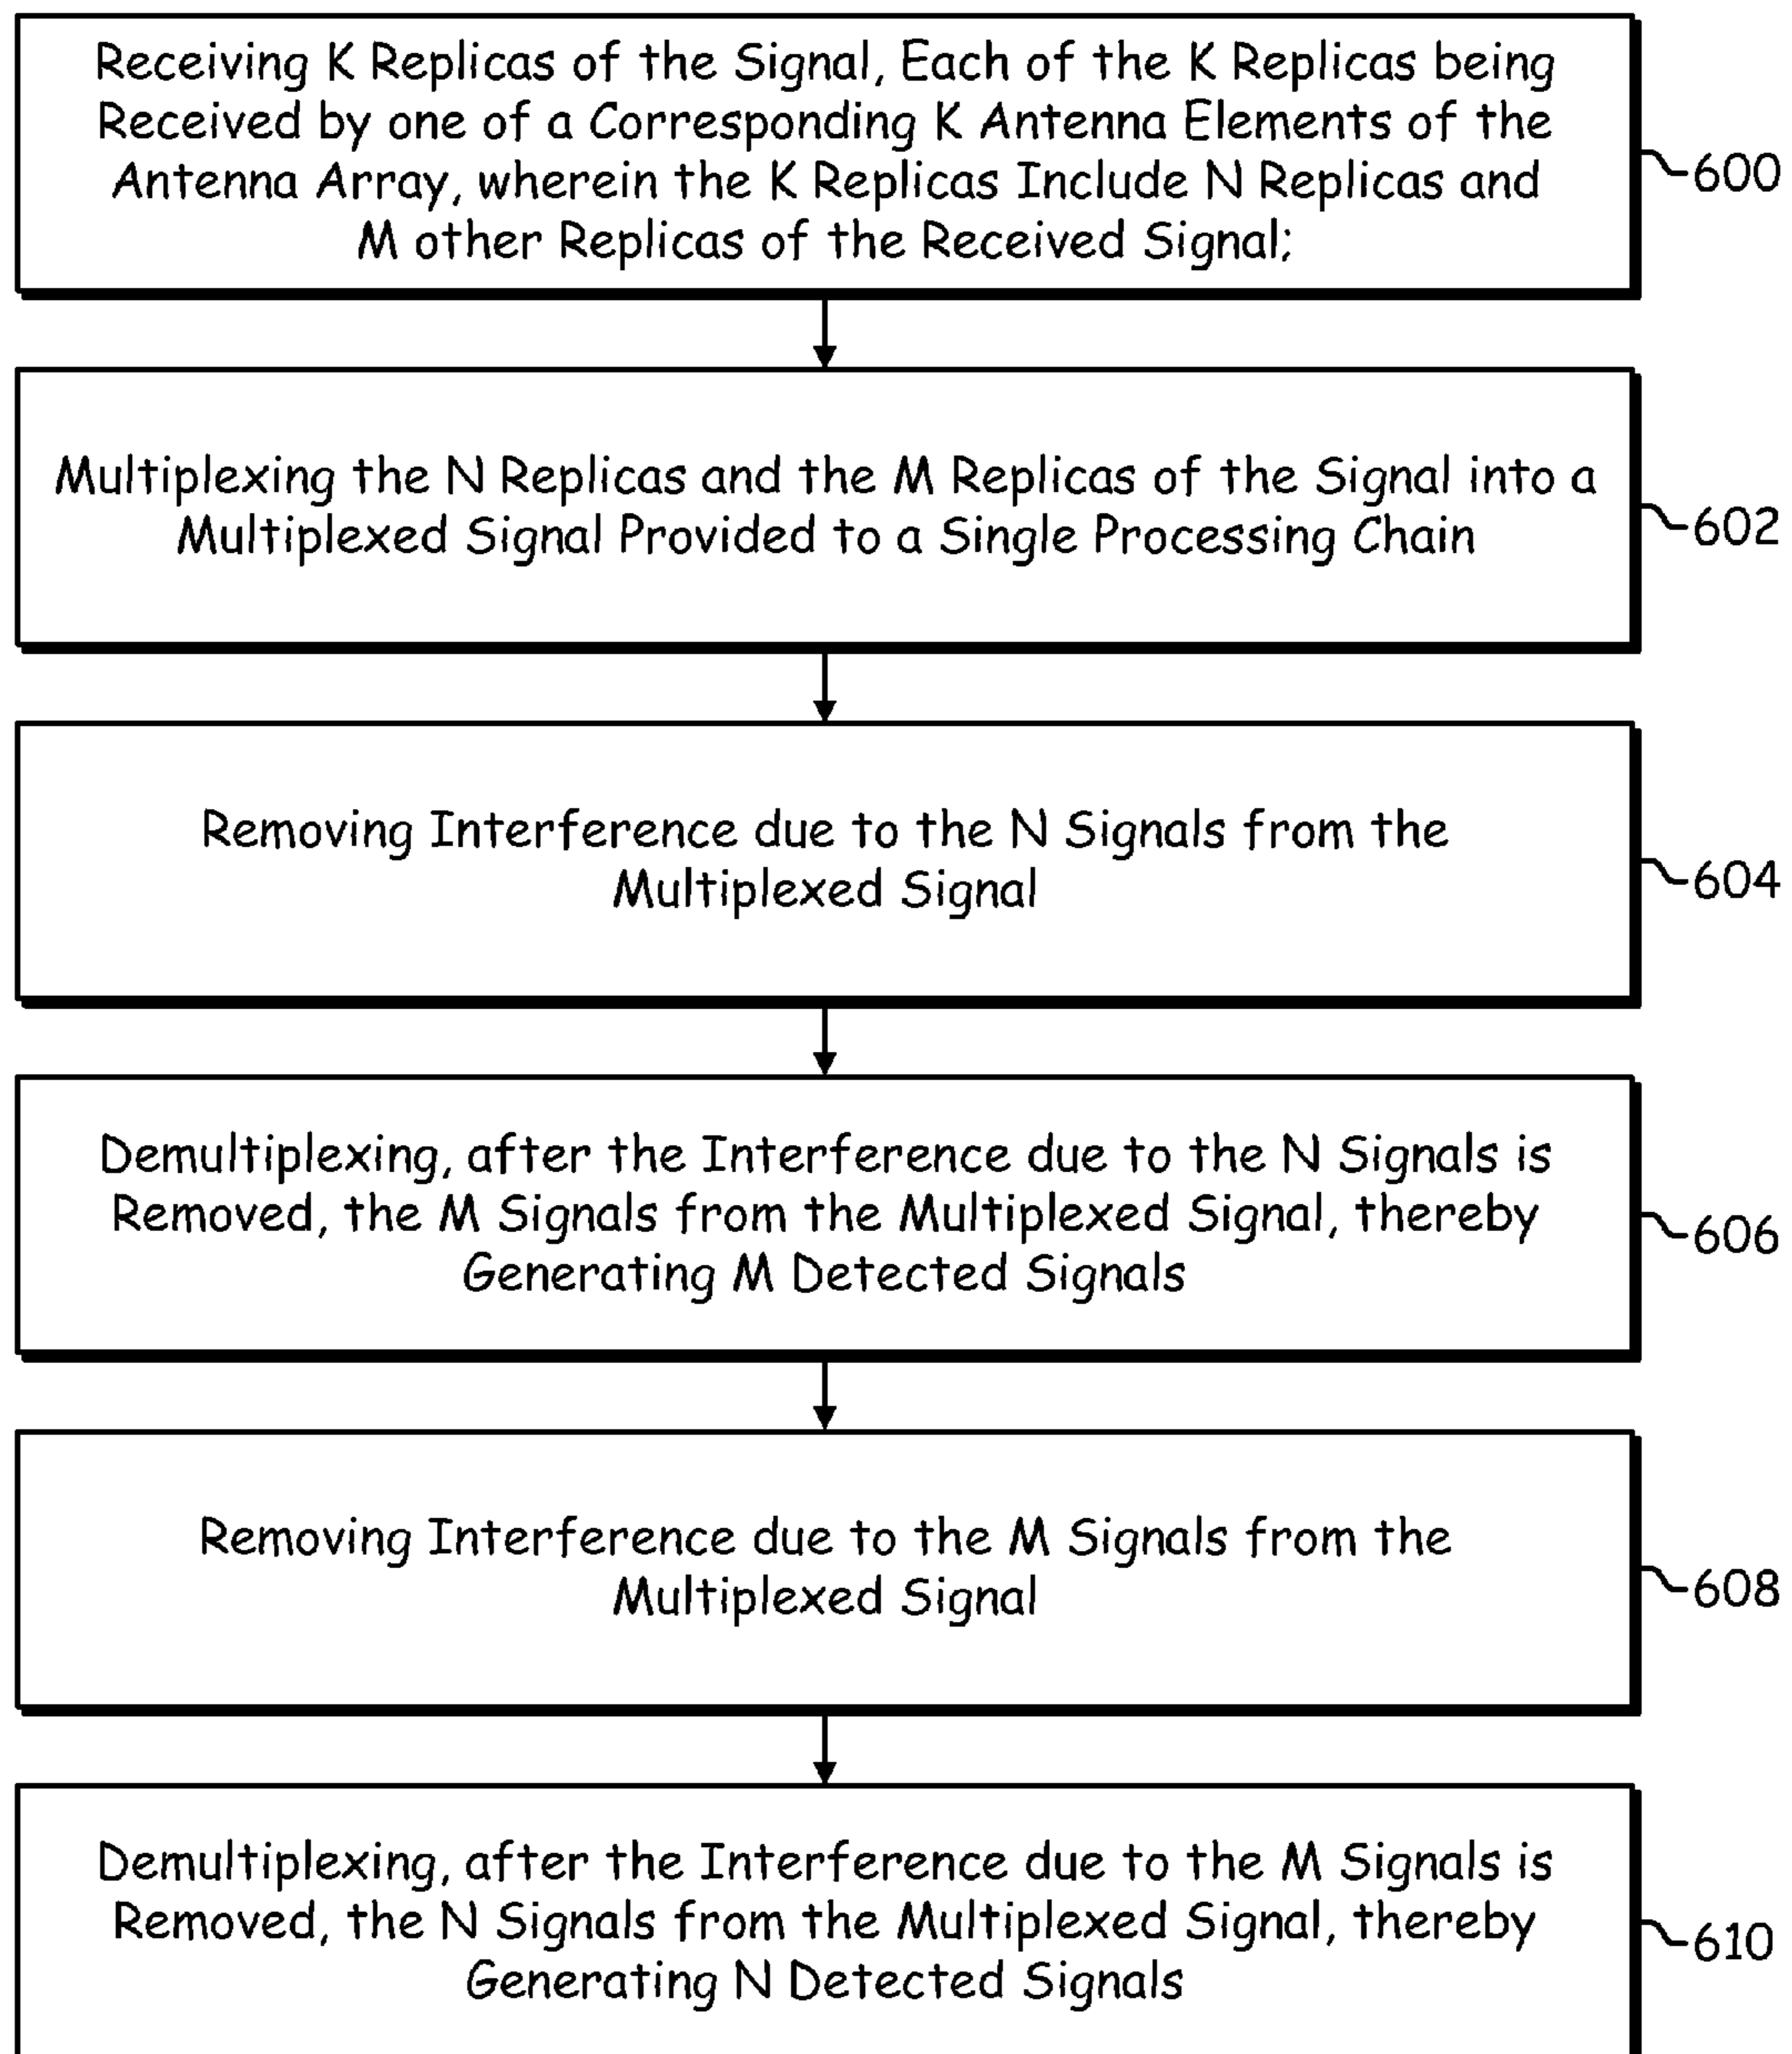 Receiving K Replicas of the Signal, Each of the K Replicas being
Received by one of a Corresponding K Antenna Elements of the
Antenna Array, wherein the K Replicas Include N Replicas and
M other Replicas of the Received Signal;
600
Multiplexing the N Replicas and the M Replicas of the Signal into a
Multiplexed Signal Provided to a Single Processing Chain
602
Removing Interference due to the N Signals from the
Multiplexed Signal
604
Demultiplexing, after the Interference due to the N Signals is
Removed, the M Signals from the Multiplexed Signal, thereby
Generating M Detected Signals
606
Removing Interference due to the M Signals from the
Multiplexed Signal
608
Demultiplexing, after the Interference due to the M Signals is
Removed, the N Signals from the Multiplexed Signal, thereby
Generating N Detected Signals
610